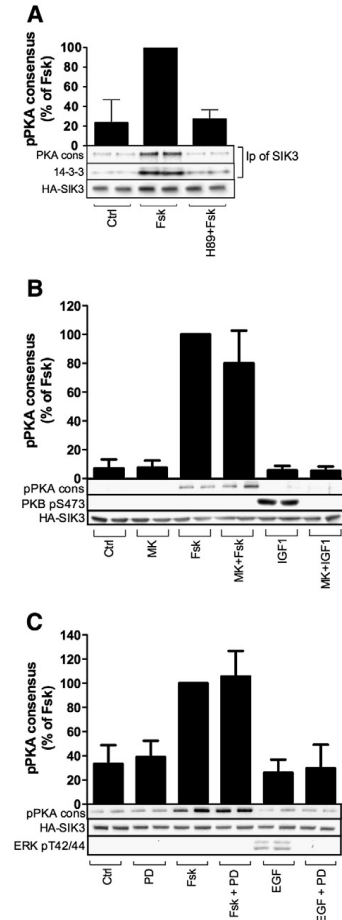 A
pPKA consensus
(% of Fsk)
100
80
60
40
20
0
PKA cons
14-3-3
HA-SIK3
Ip of SIK3
Ctrl
Fsk
H89+Fsk
B
pPKA consensus
(% of Fsk)
120
100
80
60
40
20
0
pPKA cons
PKB pS473
HA-SIK3
Ctrl
MK
Fsk
MK+Fsk
IGF1
MK+IGF1
C
pPKA consensus
(% of Fsk)
140
120
100
80
60
40
20
0
pPKA cons
HA-SIK3
ERK pT42/44
Ctrl
PD
Fsk
Fsk + PD
EGF
EGF + PD